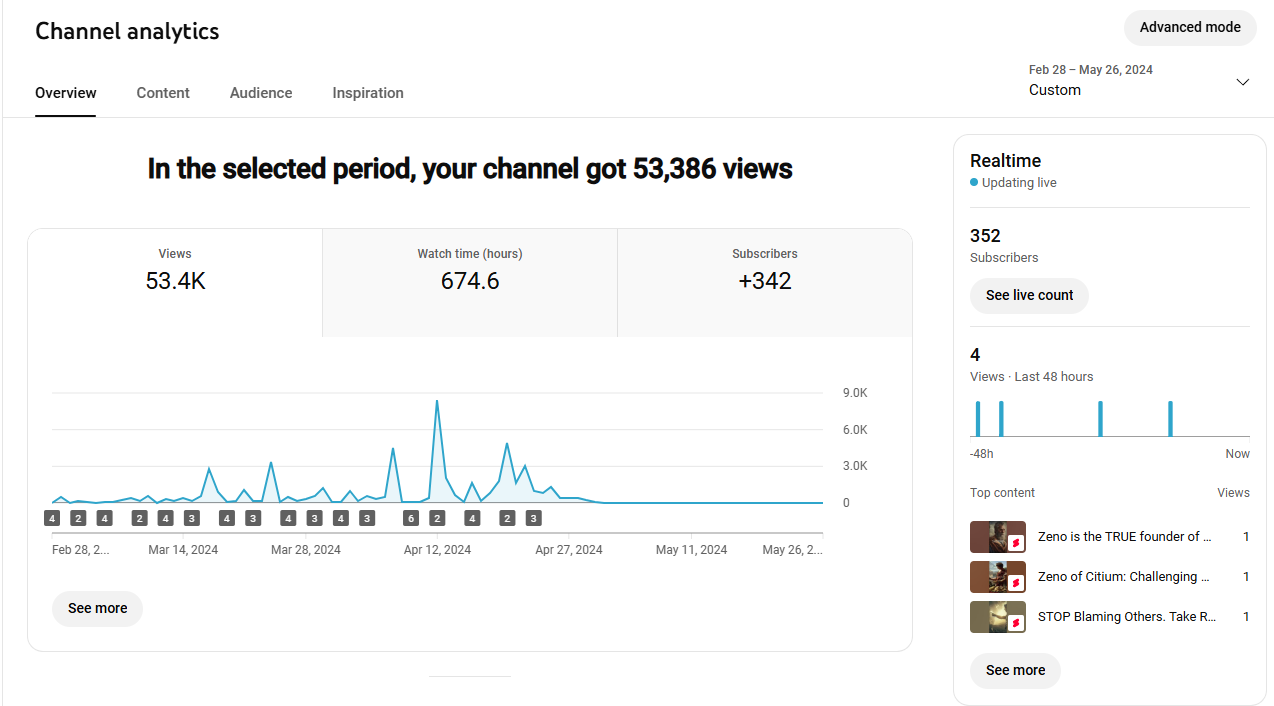 Channel analytics
Advanced mode
Overview
Content
Audience
Inspiration
Feb 28 – May 26, 2024
Custom
In the selected period, your channel got 53,386 views
Views
53.4K
Watch time (hours)
674.6
Subscribers
+342
9.0K
6.0K
3.0K
0
4 2 4 2 4 3 4 3 4 3 4 3 6 2 4 2 3
Feb 28, 2... Mar 14, 2024 Mar 28, 2024 Apr 12, 2024 Apr 27, 2024 May 11, 2024 May 26, 2...
See more
Realtime
Updating live
352
Subscribers
See live count
4
Views · Last 48 hours
-48h Now
Top content Views
Zeno is the TRUE founder of ... 1
Zeno of Citium: Challenging ... 1
STOP Blaming Others. Take R... 1
See more